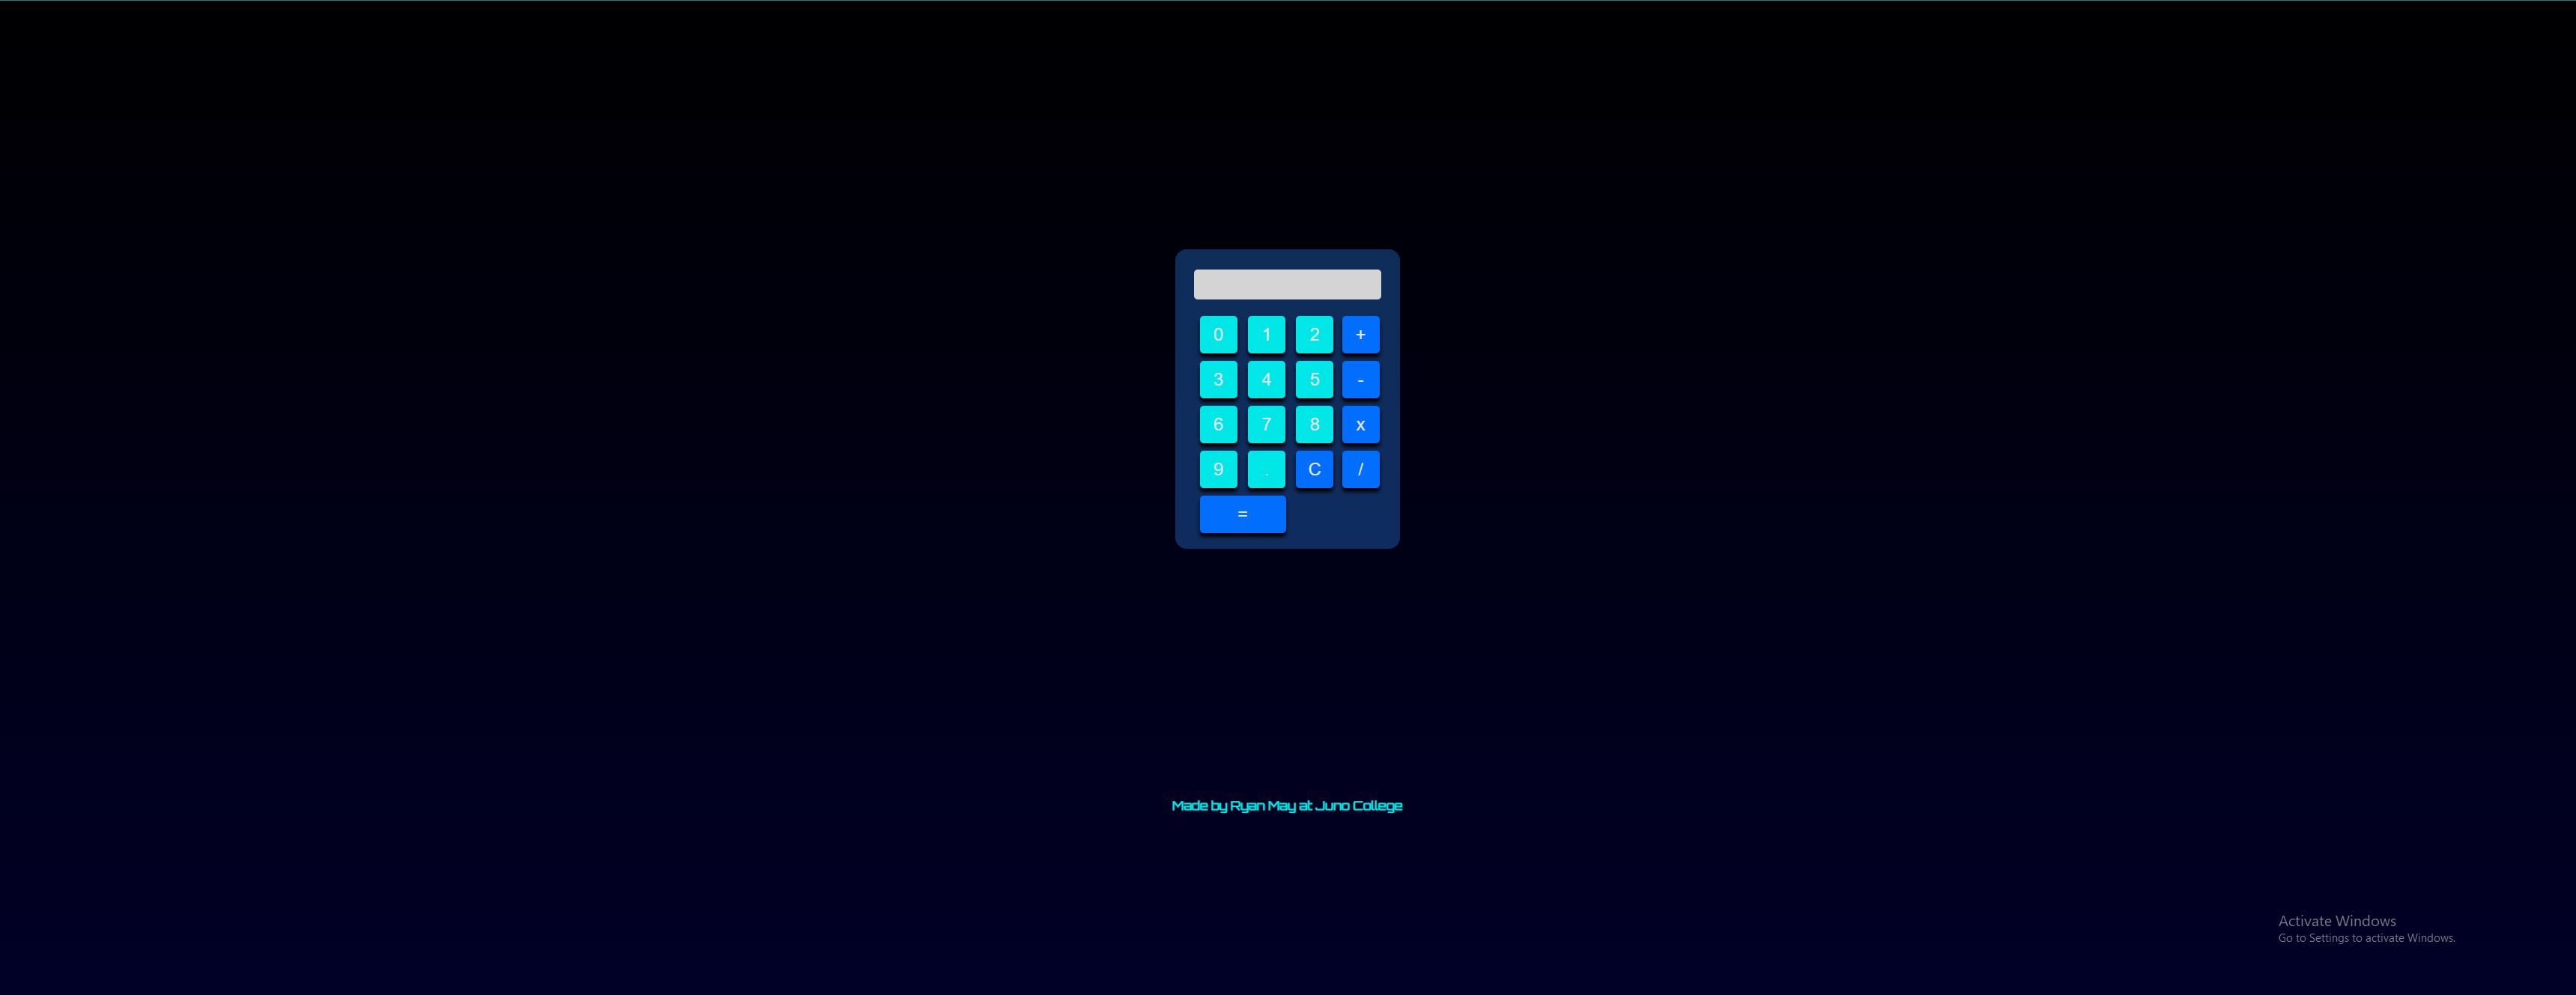 0 1 2 +
3 4 5 -
6 7 8 x
9 . C /
=
Made by Ryan May at Juno College
Activate Windows
Go to Settings to activate Windows.